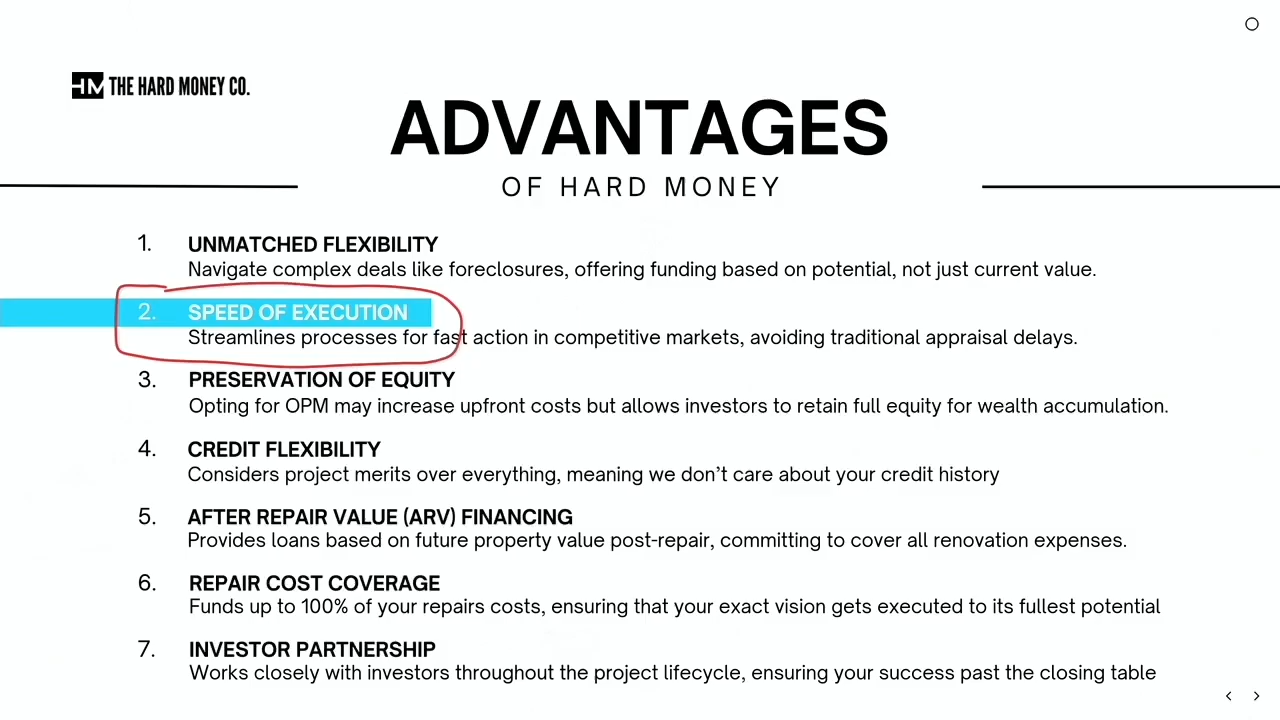 HM THE HARD MONEY CO.
ADVANTAGES
OF HARD MONEY
1. UNMATCHED FLEXIBILITY
Navigate complex deals like foreclosures, offering funding based on potential, not just current value.
2. SPEED OF EXECUTION
Streamlines processes for fast action in competitive markets, avoiding traditional appraisal delays.
3. PRESERVATION OF EQUITY
Opting for OPM may increase upfront costs but allows investors to retain full equity for wealth accumulation.
4. CREDIT FLEXIBILITY
Considers project merits over everything, meaning we don’t care about your credit history
5. AFTER REPAIR VALUE (ARV) FINANCING
Provides loans based on future property value post-repair, committing to cover all renovation expenses.
6. REPAIR COST COVERAGE
Funds up to 100% of your repairs costs, ensuring that your exact vision gets executed to its fullest potential
7. INVESTOR PARTNERSHIP
Works closely with investors throughout the project lifecycle, ensuring your success past the closing table